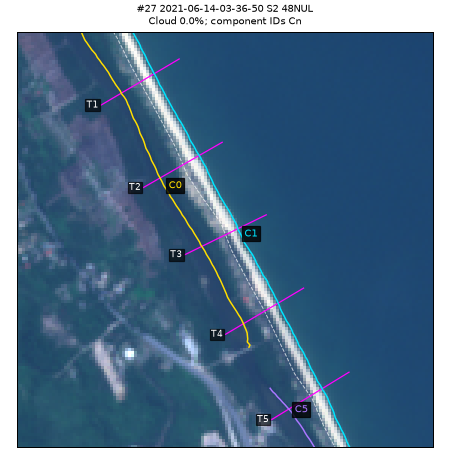 #27 2021-06-14-03-36-50 S2 48NUL
Cloud 0.0%; component IDs Cn
T1
T2
C0
C1
T3
T4
C5
T5